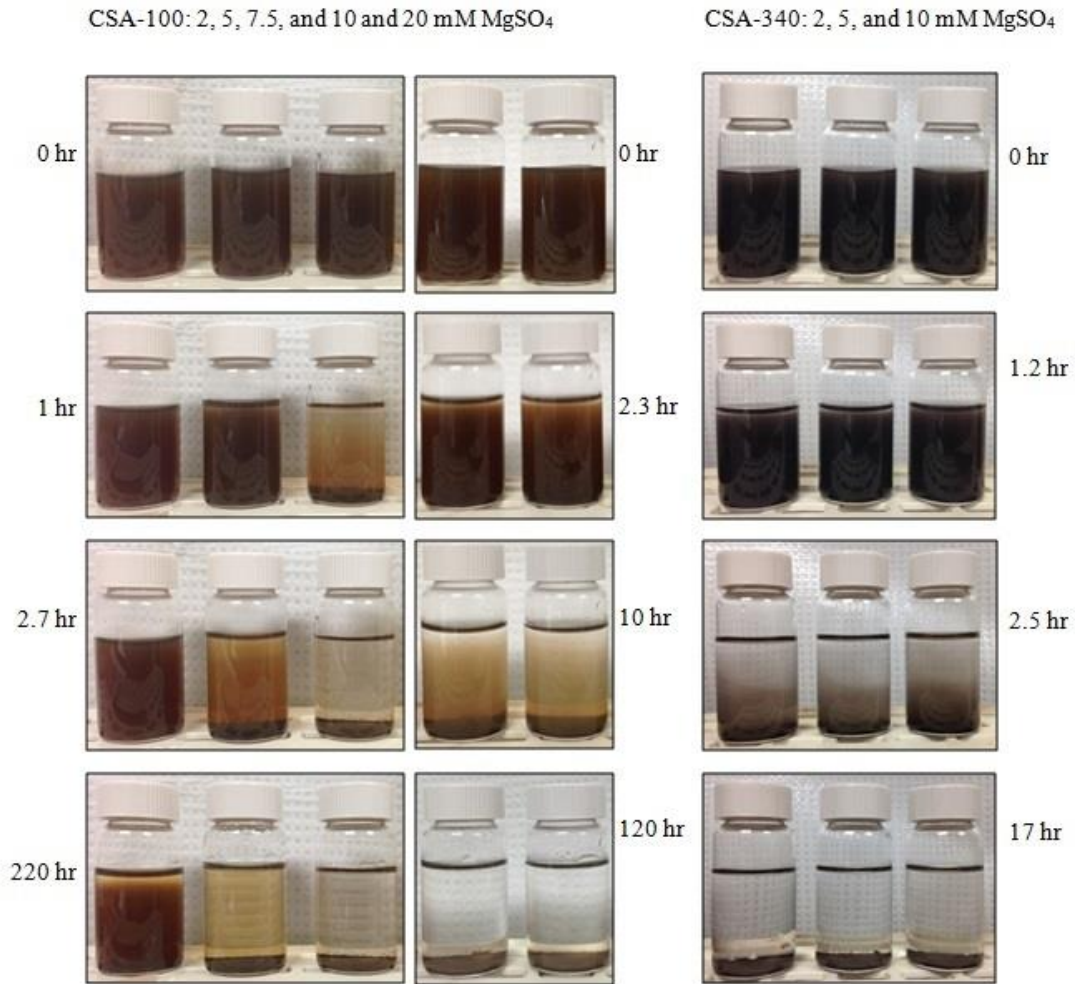 CSA-100: 2, 5, 7.5, and 10 and 20 mM MgSO₄
CSA-340: 2, 5, and 10 mM MgSO₄
0 hr
0 hr
0 hr
1 hr
2.3 hr
1.2 hr
2.7 hr
10 hr
2.5 hr
220 hr
120 hr
17 hr